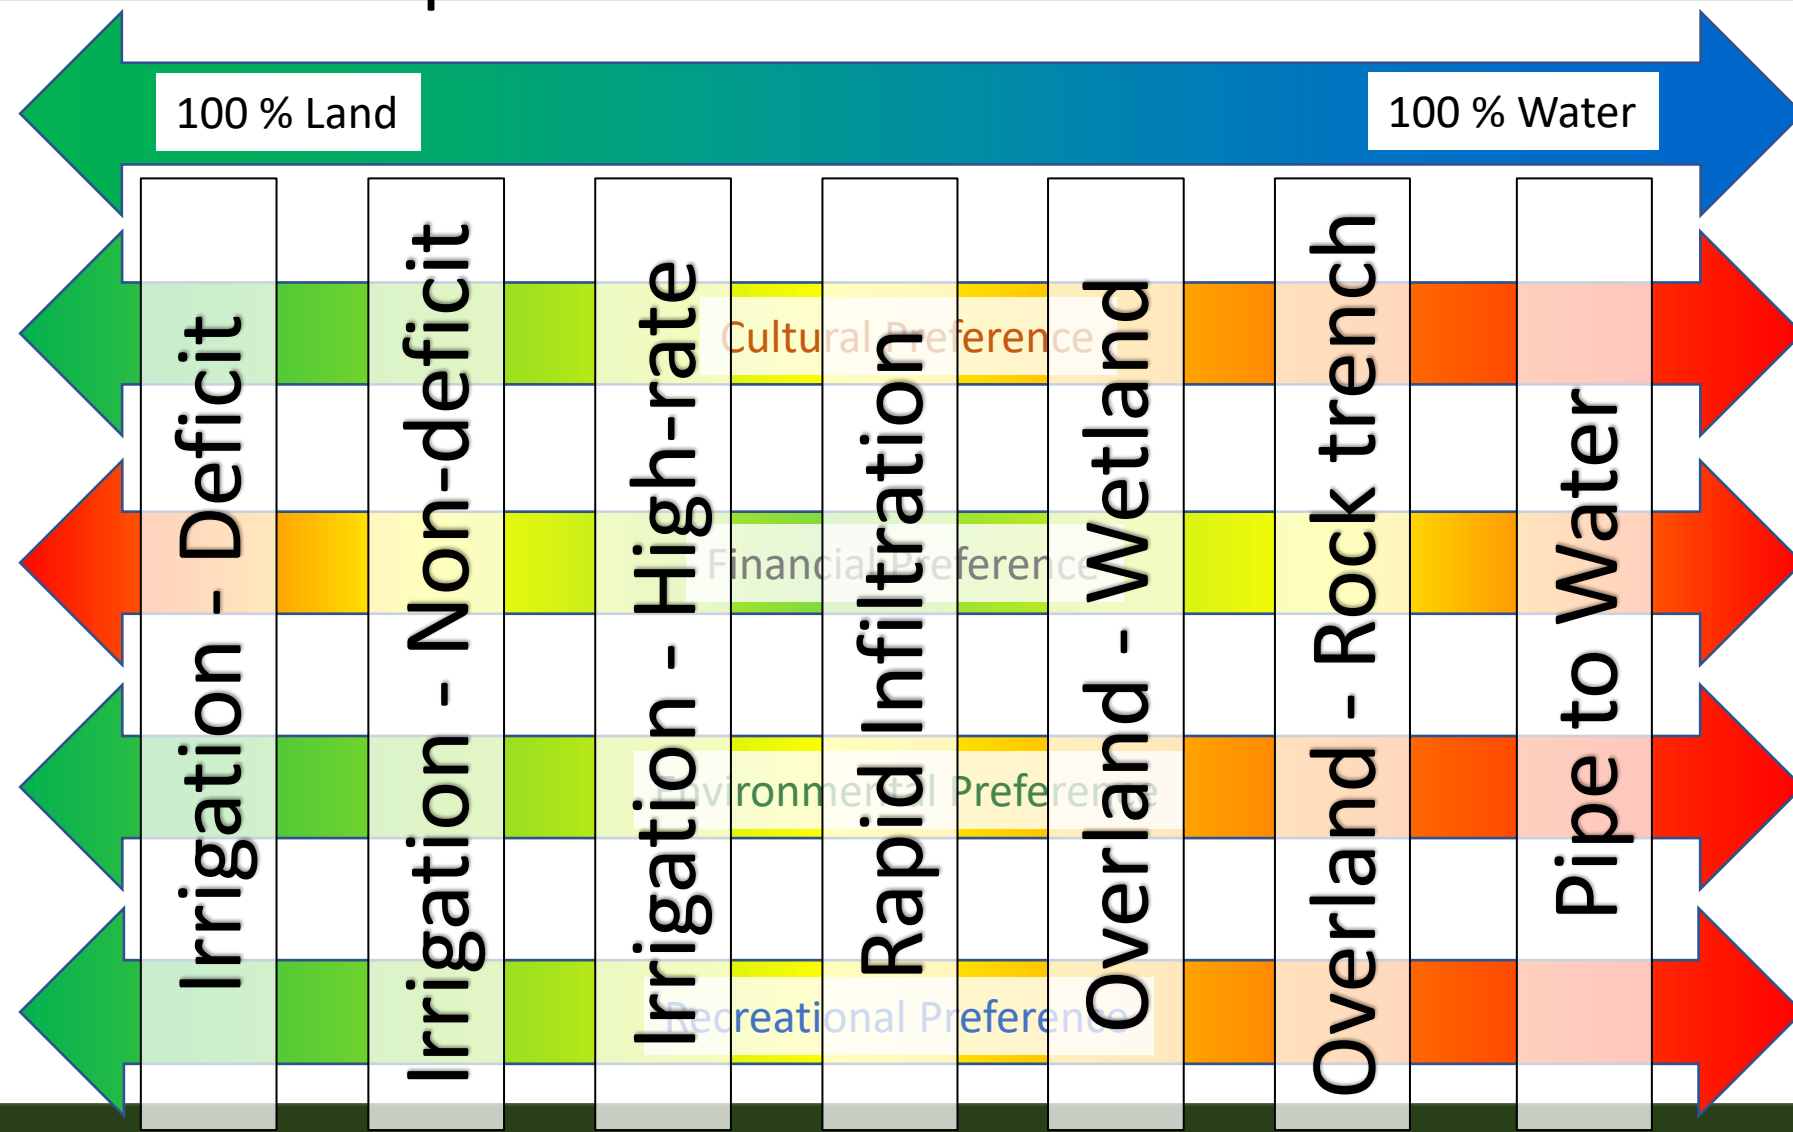 100 % Land
100 % Water
Irrigation - Deficit
Irrigation - Non-deficit
Irrigation - High-rate
Rapid Infiltration
Overland - Wetland
Overland - Rock trench
Pipe to Water
Cultural Preference
Financial Preference
Environmental Preference
Recreational Preference